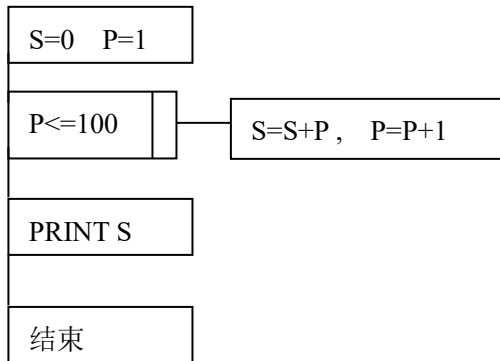 S=0 P=1
P<=100
S=S+P , P=P+1
PRINT S
结束